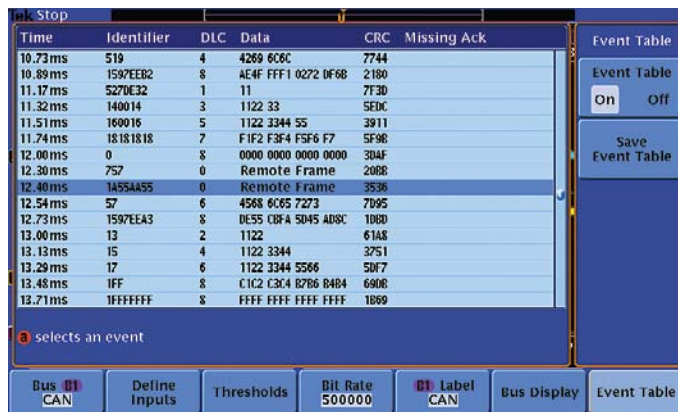 Tek Stop
Time Identifier DLC Data CRC Missing Ack
10.73ms 519 4 4269 6C6C 7744
10.89ms 1597EEB2 8 AE4F FFF1 0272 DF6B 2180
11.17ms 527DE32 1 11 7F3D
11.32ms 140014 3 1122 33 5EDC
11.51ms 160016 5 1122 3344 55 3911
11.74ms 18181818 7 F1F2 F3F4 F5F6 F7 5F9B
12.00ms 0 8 0000 0000 0000 0000 3DAF
12.30ms 757 0 Remote Frame 20BB
12.40ms 1A55AA55 0 Remote Frame 3536
12.54ms 57 6 4568 6C65 7273 7D95
12.73ms 1597EEA3 8 DE55 CBFA 5D45 AD8C 1DBD
13.00ms 13 2 1122 61A8
13.13ms 15 4 1122 3344 3751
13.29ms 17 6 1122 3344 5566 5DF7
13.48ms 1FF 8 C1C2 C3C4 B7B6 B4B4 69DB
13.71ms 1FFFFFFF 8 FFFF FFFF FFFF FFFF 1B69
a selects an event
Event Table
Event Table
On Off
Save
Event Table
Bus B1
CAN
Define
Inputs
Thresholds
Bit Rate
500000
B1 Label
CAN
Bus Display
Event Table